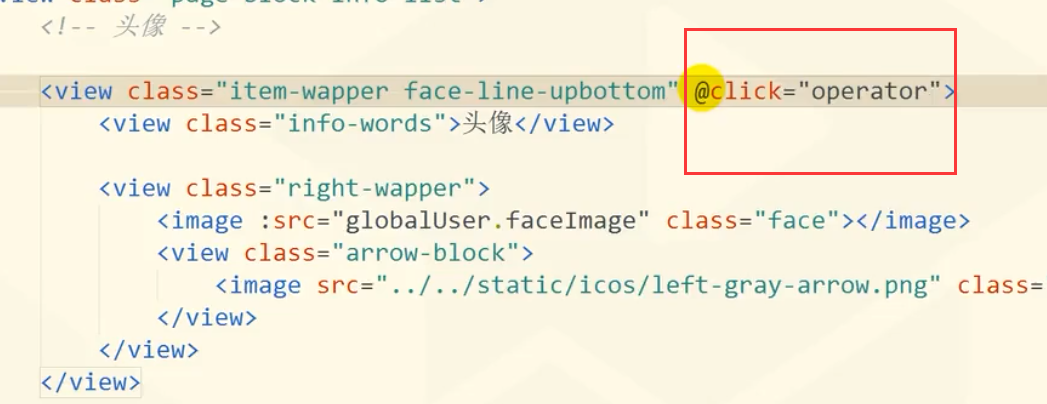 <!-- 头像 -->
<view class="item-wapper face-line-upbottom" @click="operator">
<view class="info-words">头像</view>
<view class="right-wapper">
<image :src="globalUser.faceImage" class="face"></image>
<view class="arrow-block">
<image src="../../static/icos/left-gray-arrow.png" class=
</view>
</view>
</view>